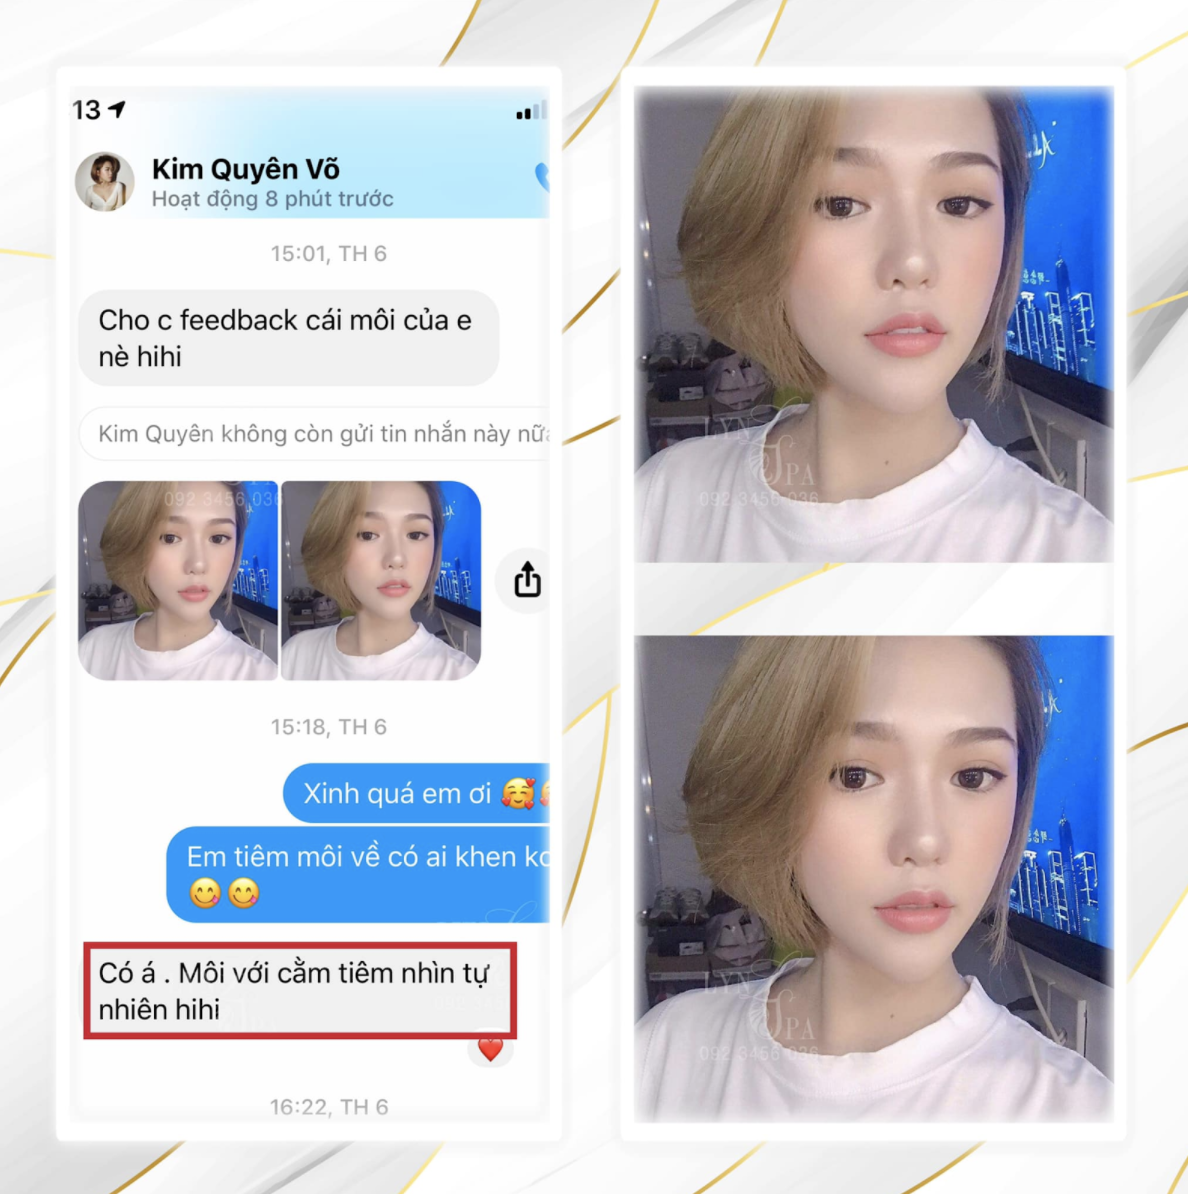 13
Kim Quyên Võ
Hoạt động 8 phút trước
15:01, TH 6
Cho c feedback cái môi của e
nè hihi
Kim Quyên không còn gửi tin nhắn này
092 3456 036
15:18, TH 6
Xinh quá em ơi 🥰
Em tiêm môi về có ai khen
😋 😋
Có á . Môi với cằm tiêm nhìn tự
nhiên hihi
❤️
16:22, TH 6
LYN
SPA
092 3456 036
LYN
SPA
092 3456 036